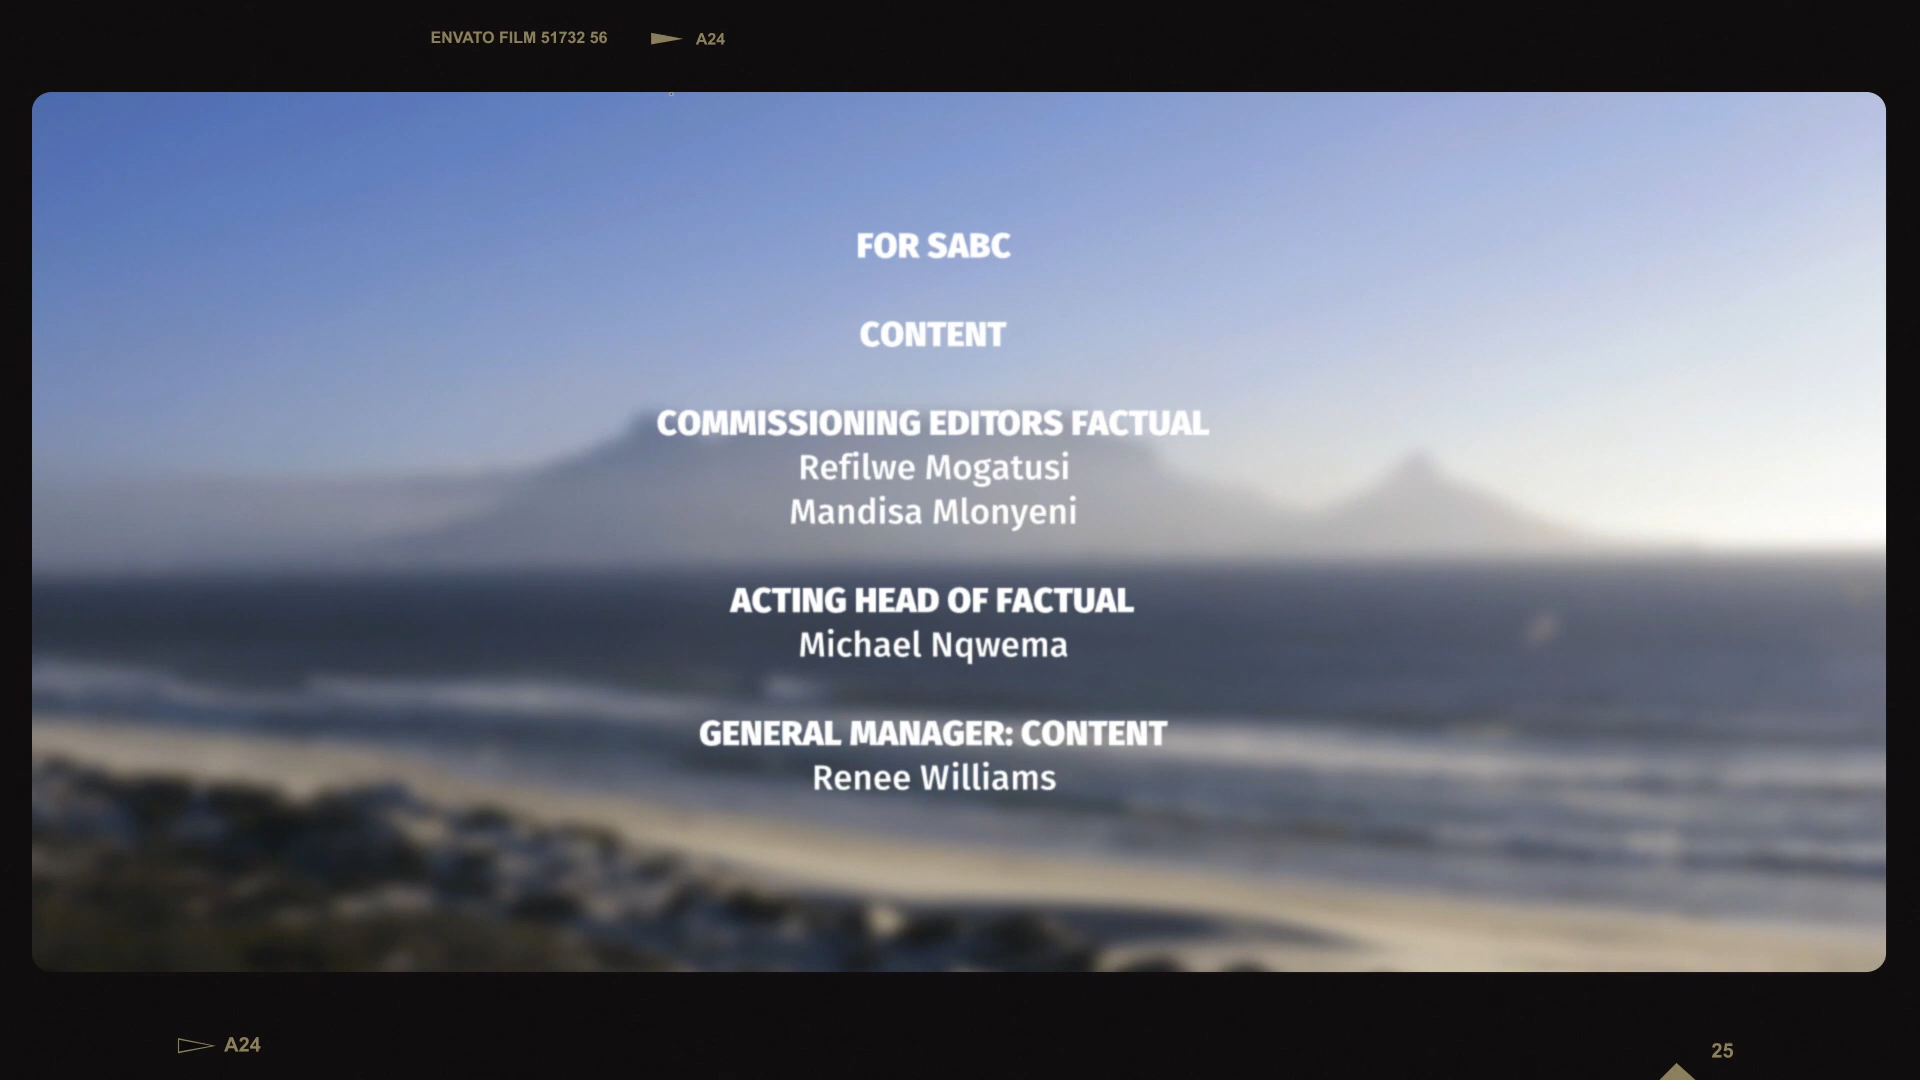 ENVATO FILM 51732 56 A24
FOR SABC
CONTENT
COMMISSIONING EDITORS FACTUAL
Refilwe Mogatusi
Mandisa Mlonyeni
ACTING HEAD OF FACTUAL
Michael Nqwema
GENERAL MANAGER: CONTENT
Renee Williams
A24
25